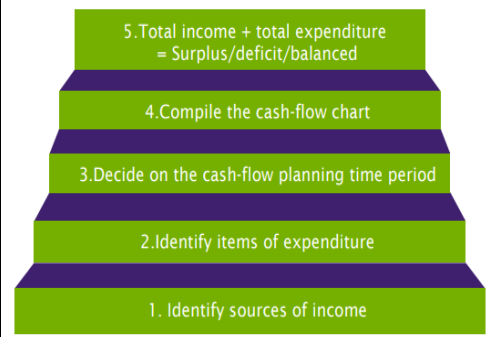 5.Total income + total expenditure
= Surplus/deficit/balanced
4.Compile the cash-flow chart
3.Decide on the cash-flow planning time period
2.Identify items of expenditure
1. Identify sources of income